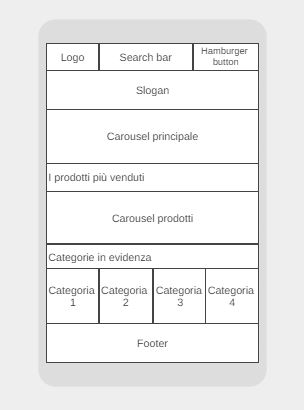 Logo
Search bar
Hamburger
button
Slogan
Carousel principale
I prodotti più venduti
Carousel prodotti
Categorie in evidenza
Categoria
1
Categoria
2
Categoria
3
Categoria
4
Footer